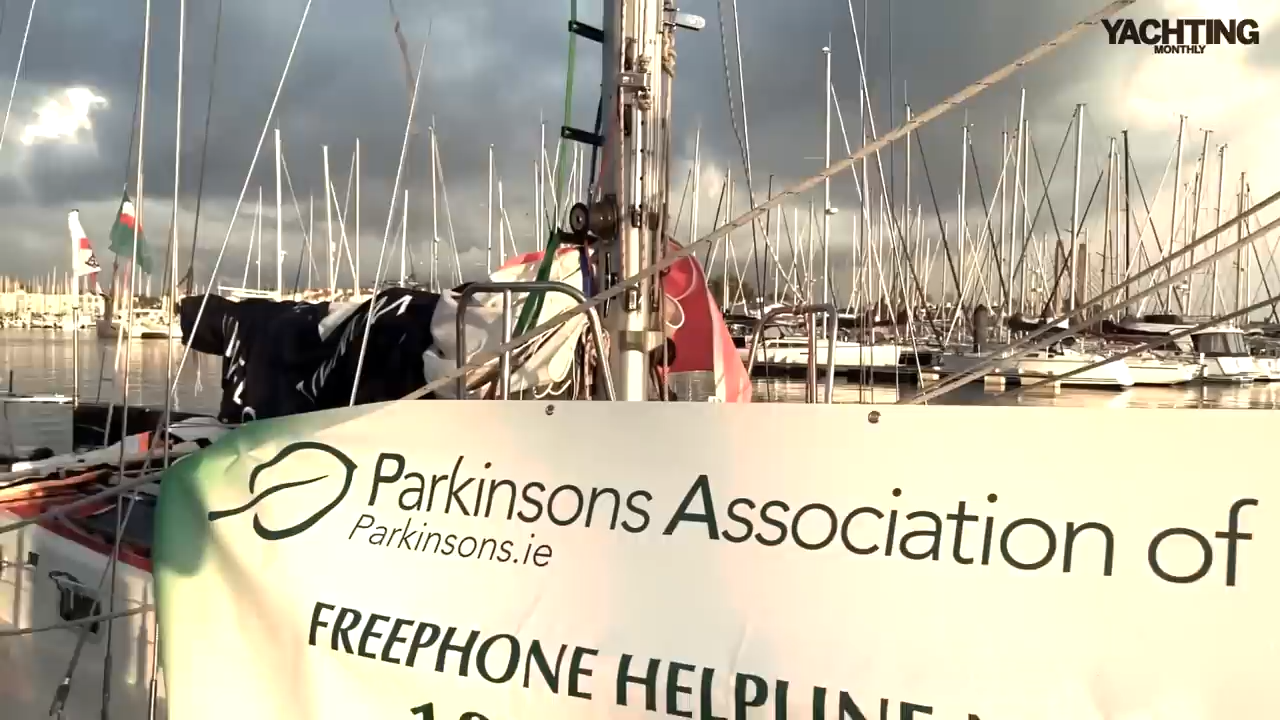 YACHTING
MONTHLY
Parkinsons Association of
Parkinsons.ie
FREEPHONE HELPLINE